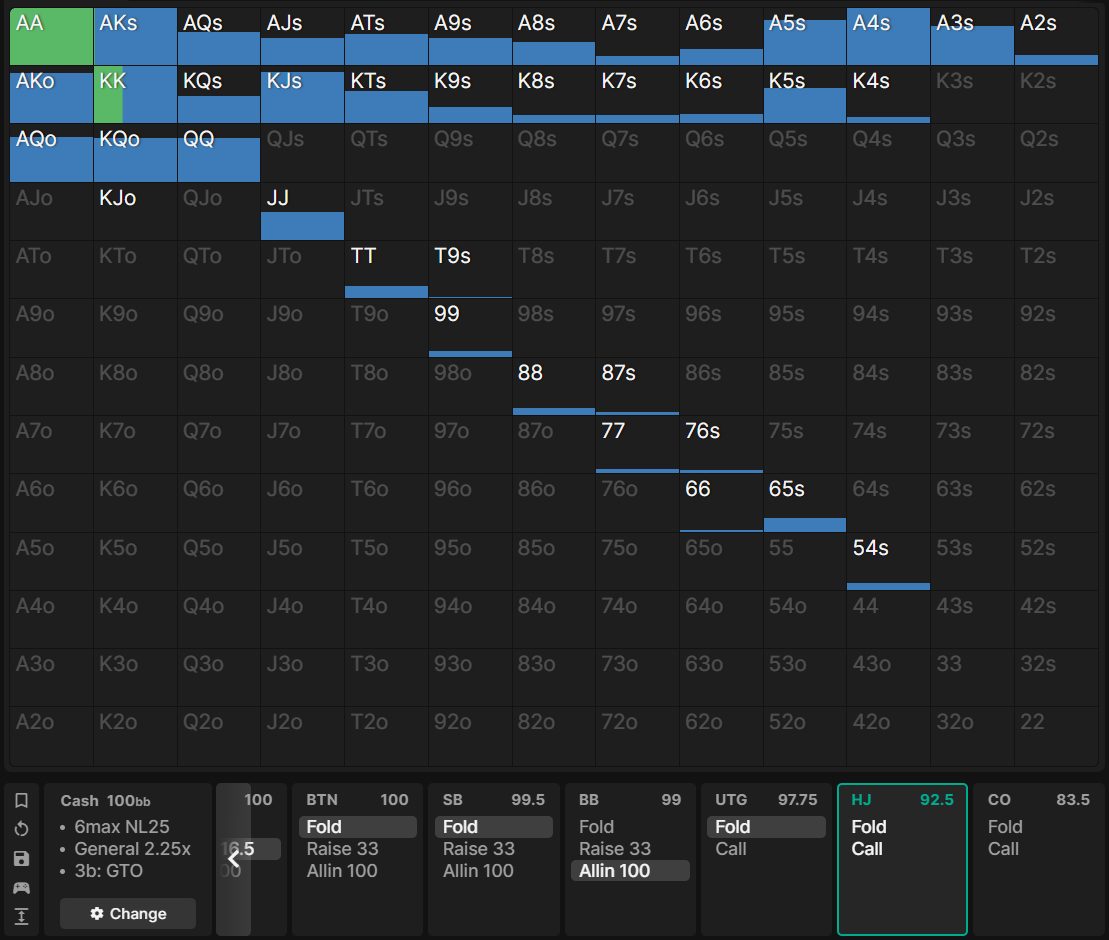 AA AKs AQs AJs ATs A9s A8s A7s A6s A5s A4s A3s A2s
AKo KK KQs KJs KTs K9s K8s K7s K6s K5s K4s K3s K2s
AQo KQo QQ QJs QTs Q9s Q8s Q7s Q6s Q5s Q4s Q3s Q2s
AJo KJo QJo JJ JTs J9s J8s J7s J6s J5s J4s J3s J2s
ATo KTo QTo JTo TT T9s T8s T7s T6s T5s T4s T3s T2s
A9o K9o Q9o J9o T9o 99 98s 97s 96s 95s 94s 93s 92s
A8o K8o Q8o J8o T8o 98o 88 87s 86s 85s 84s 83s 82s
A7o K7o Q7o J7o T7o 97o 87o 77 76s 75s 74s 73s 72s
A6o K6o Q6o J6o T6o 96o 86o 76o 66 65s 64s 63s 62s
A5o K5o Q5o J5o T5o 95o 85o 75o 65o 55 54s 53s 52s
A4o K4o Q4o J4o T4o 94o 84o 74o 64o 54o 44 43s 42s
A3o K3o Q3o J3o T3o 93o 83o 73o 63o 53o 43o 33 32s
A2o K2o Q2o J2o T2o 92o 82o 72o 62o 52o 42o 32o 22
Cash 100bb
• 6max NL25
• General 2.25x
• 3b: GTO
Change
100
16.5
00
BTN 100
Fold
Raise 33
Allin 100
SB 99.5
Fold
Raise 33
Allin 100
BB 99
Fold
Raise 33
Allin 100
UTG 97.75
Fold
Call
HJ 92.5
Fold
Call
CO 83.5
Fold
Call